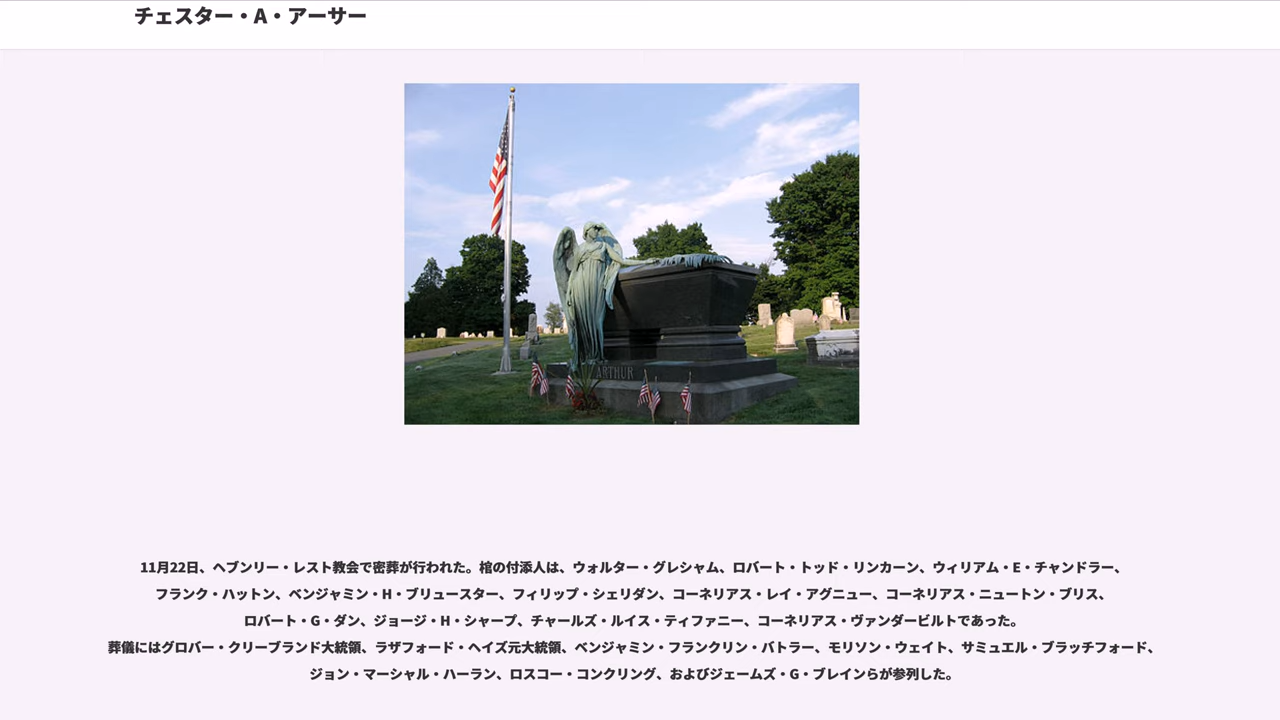 チェスター・A・アーサー
ARTHUR
11月22日、ヘブンリー・レスト教会で密葬が行われた。棺の付添人は、ウォルター・グレシャム、ロバート・トッド・リンカーン、ウィリアム・E・チャンドラー、
フランク・ハットン、ベンジャミン・H・ブリュースター、フィリップ・シェリダン、コーネリアス・レイ・アグニュー、コーネリアス・ニュートン・ブリス、
ロバート・G・ダン、ジョージ・H・シャープ、チャールズ・ルイス・ティファニー、コーネリアス・ヴァンダービルトであった。
葬儀にはグロバー・クリーブランド大統領、ラザフォード・ヘイズ元大統領、ベンジャミン・フランクリン・バトラー、モリソン・ウェイト、サミュエル・ブラッチフォード、
ジョン・マーシャル・ハーラン、ロスコー・コンクリング、およびジェームズ・G・ブレインらが参列した。